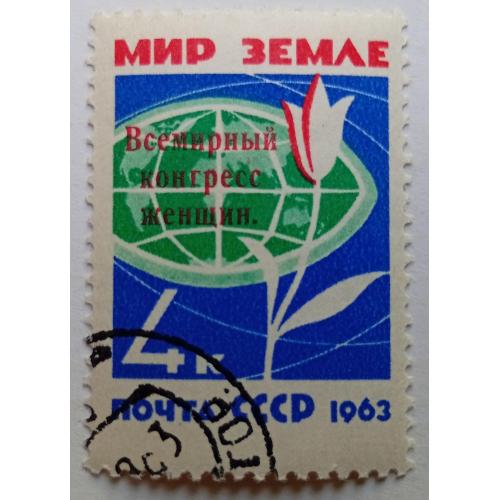 МИР ЗЕМЛЕ
Всемирный
конгресс
женщин.
4 к
ПОЧТА СССР 1963